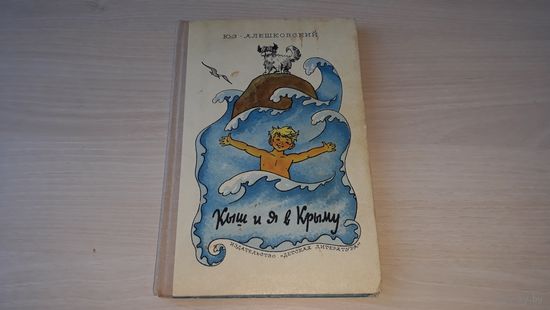 ЮЗ · АЛЕШКОВСКИЙ
Кыш и я в Крыму
ИЗДАТЕЛЬСТВО «ДЕТСКАЯ ЛИТЕРАТУРА»